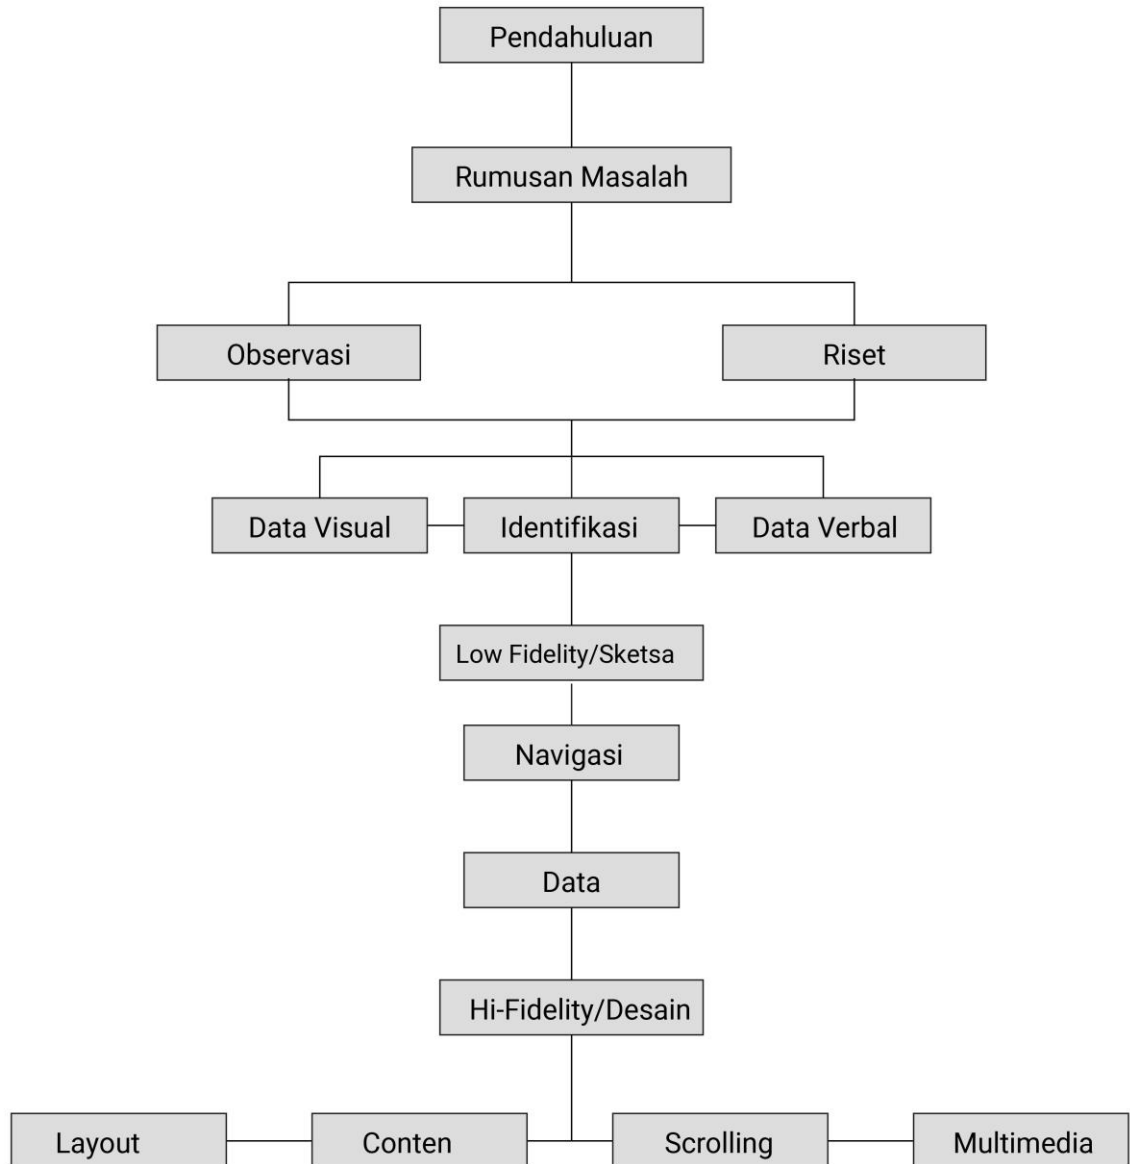 Pendahuluan
Rumusan Masalah
Observasi
Riset
Data Visual
Identifikasi
Data Verbal
Low Fidelity/Sketsa
Navigasi
Data
Hi-Fidelity/Desain
Layout
Conten
Scrolling
Multimedia